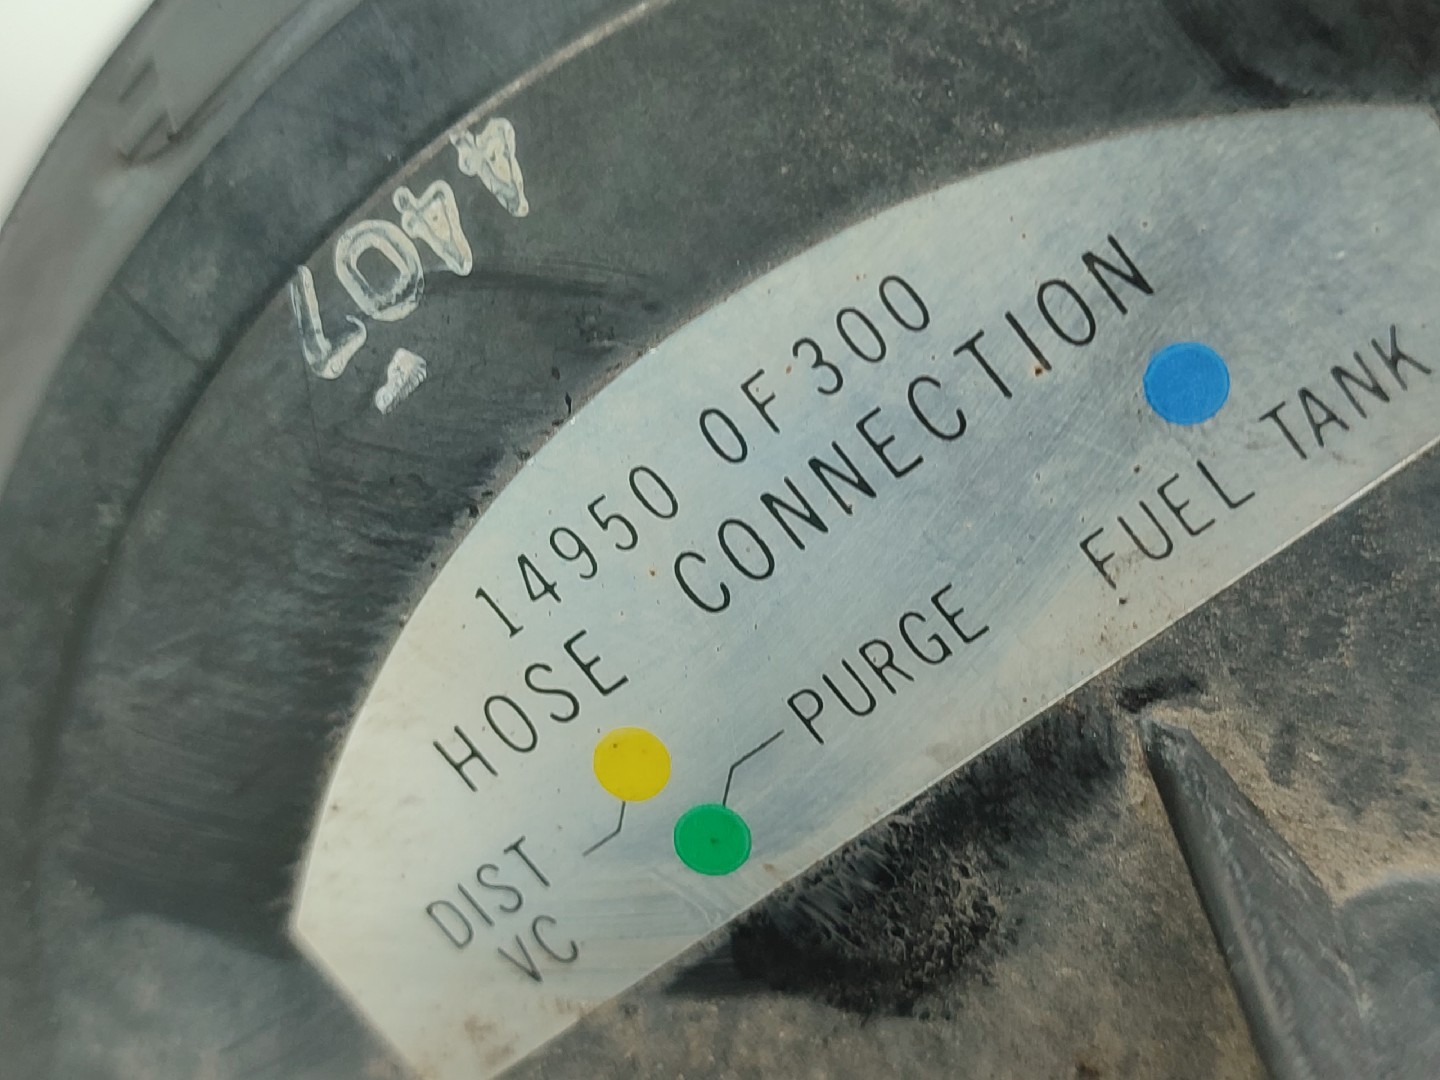 4407
14950 0F300
HOSE CONNECTION
FUEL TANK
PURGE
DIST
VC